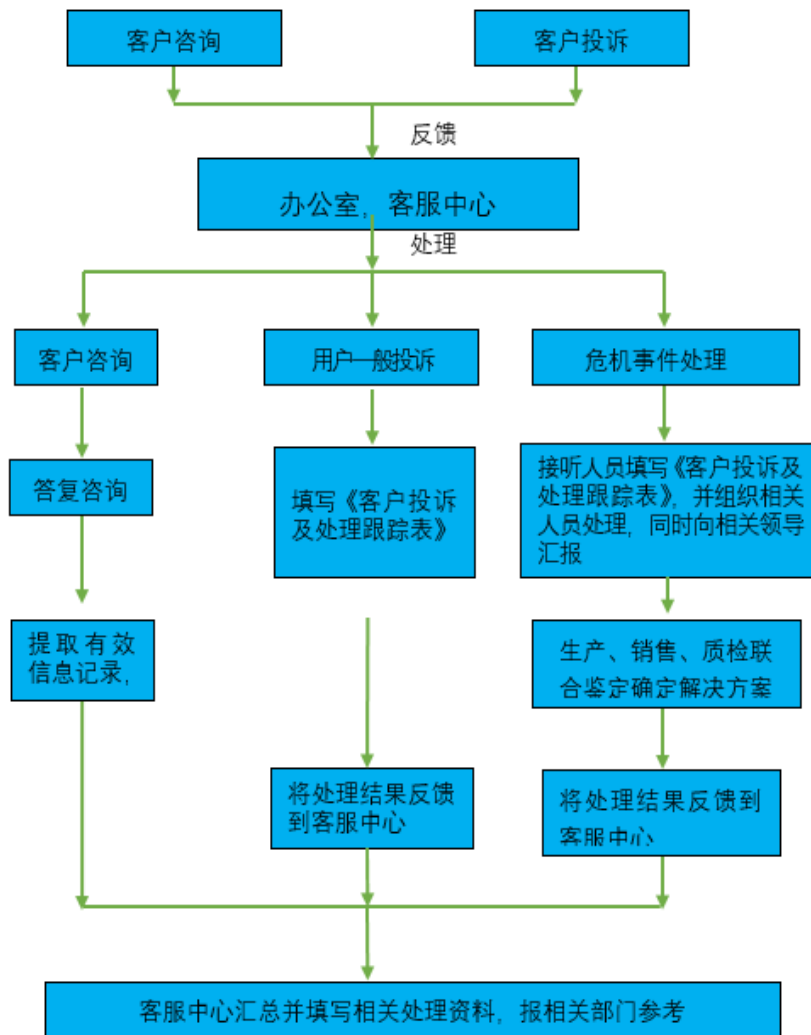 客户咨询
客户投诉
反馈
办公室，客服中心
处理
客户咨询
用户一般投诉
危机事件处理
答复咨询
填写《客户投诉
及处理跟踪表》
接听人员填写《客户投诉及
处理跟踪表》，并组织相关
人员处理，同时向相关领导
汇报
提取有效
信息记录，
生产、销售、质检联
合鉴定确定解决方案
将处理结果反馈
到客服中心
将处理结果反馈到
客服中心
客服中心汇总并填写相关处理资料，报相关部门参考